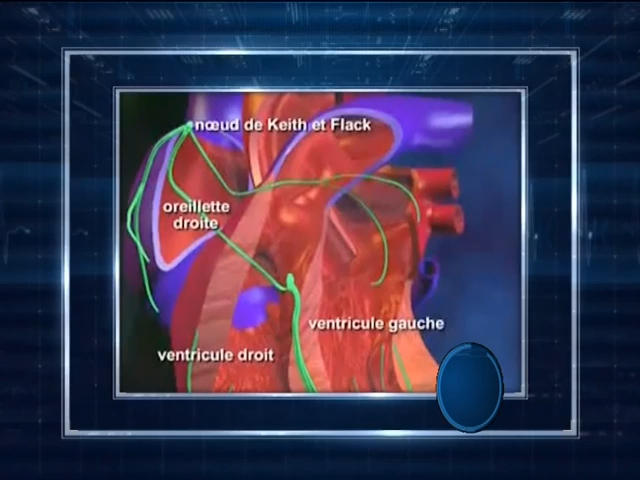 nœud de Keith et Flack
oreillette
droite
ventricule gauche
ventricule droit